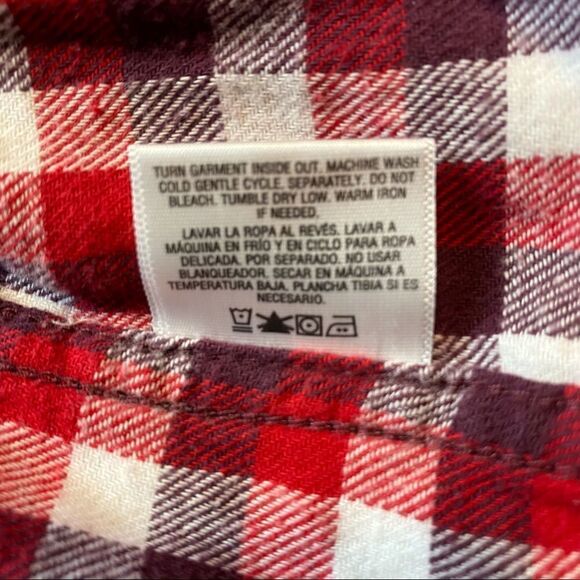 TURN GARMENT INSIDE OUT. MACHINE WASH
COLD GENTLE CYCLE, SEPARATELY. DO NOT
BLEACH. TUMBLE DRY LOW. WARM IRON
IF NEEDED.
LAVAR LA ROPA AL REVÉS. LAVAR A
MÁQUINA EN FRÍO Y EN CICLO PARA ROPA
DELICADA. POR SEPARADO. NO USAR
BLANQUEADOR. SECAR EN MÁQUINA A
TEMPERATURA BAJA. PLANCHA TIBIA SI ES
NECESARIO.